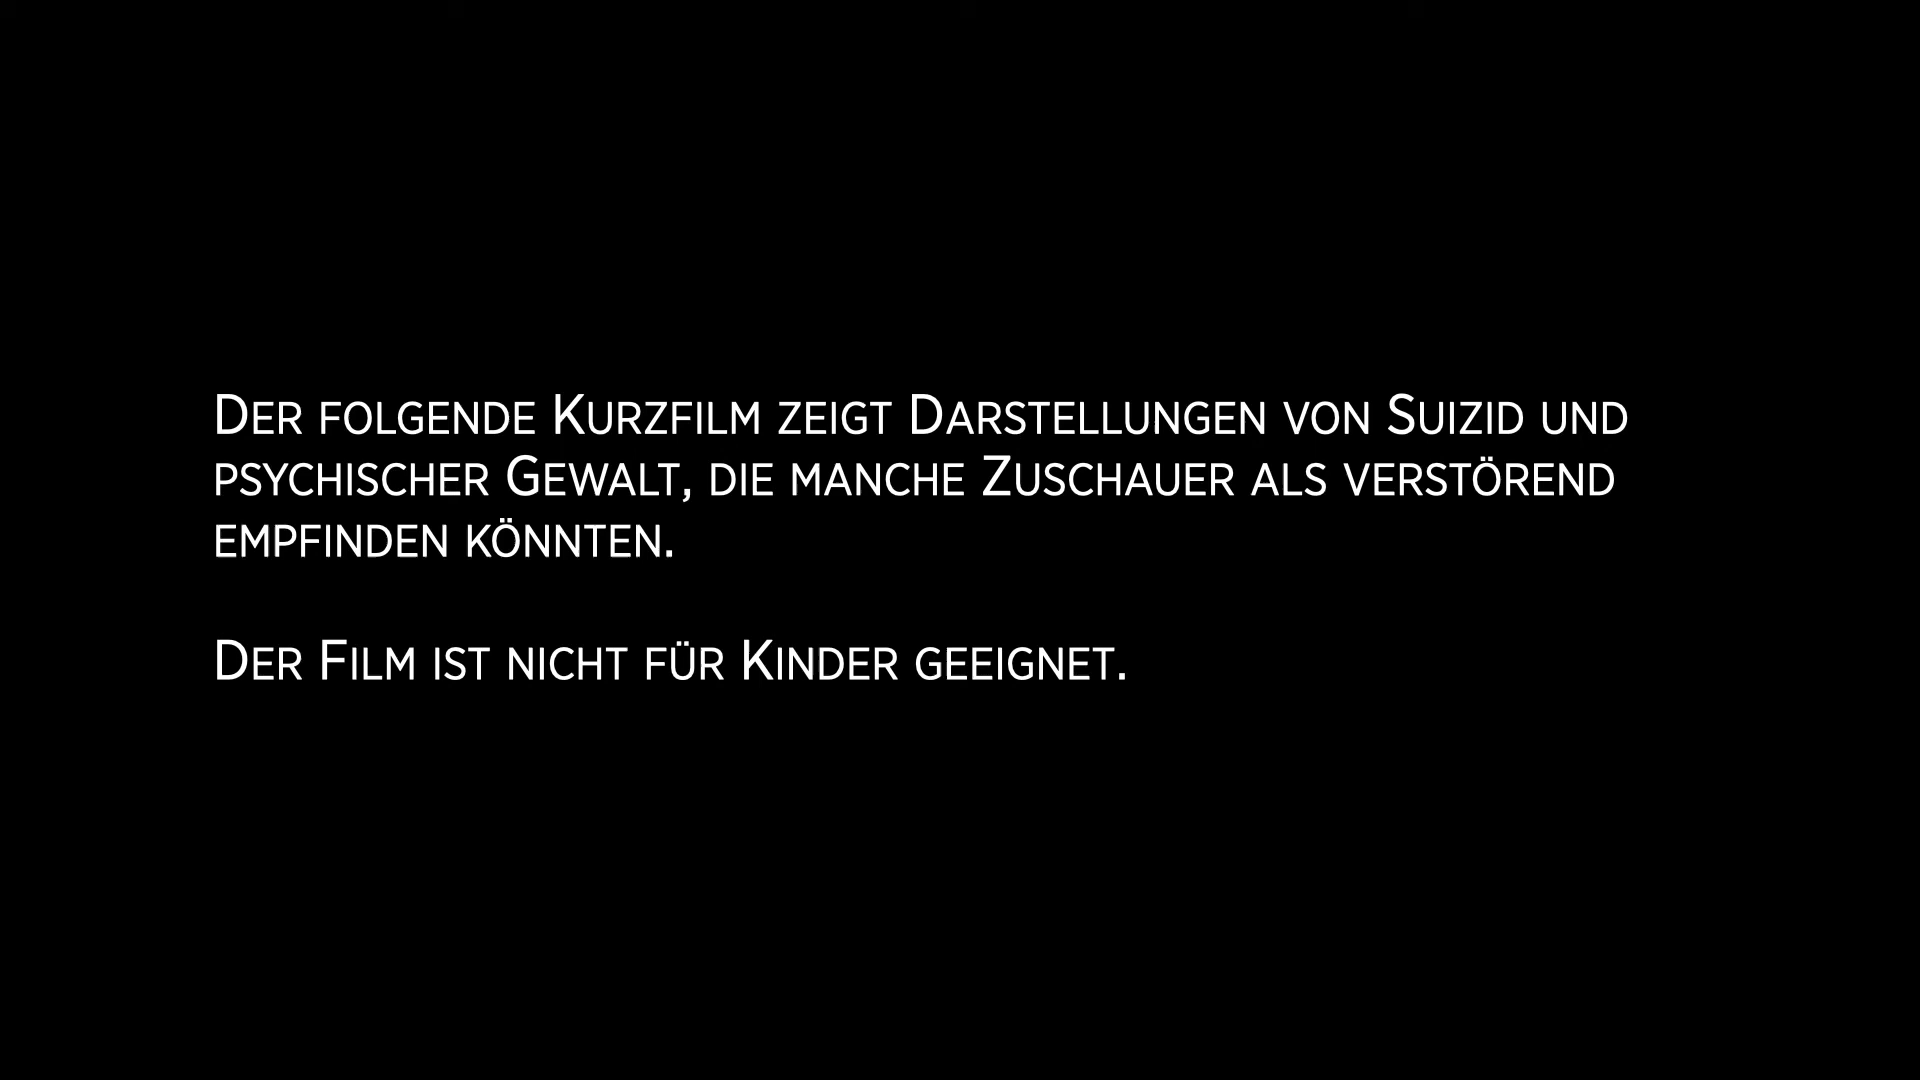 Der folgende Kurzfilm zeigt Darstellungen von Suizid und
psychischer Gewalt, die manche Zuschauer als verstörend
empfinden könnten.
Der Film ist nicht für Kinder geeignet.